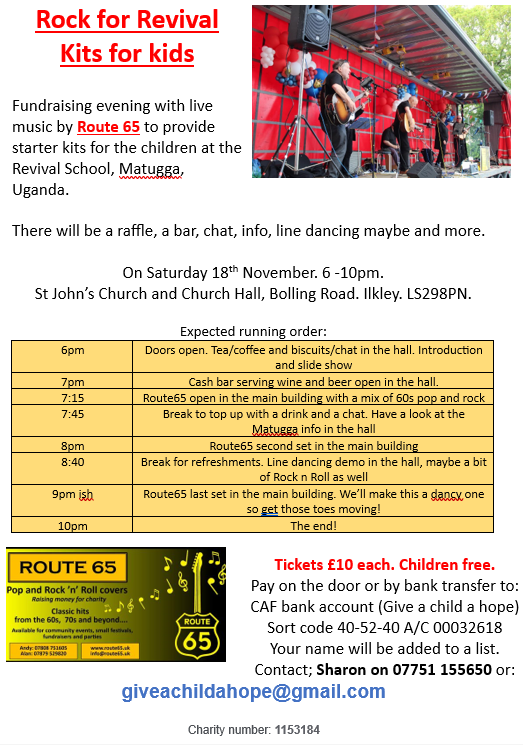 Rock for Revival
Kits for kids
Fundraising evening with live
music by Route 65 to provide
starter kits for the children at the
Revival School, Matugga,
Uganda.
There will be a raffle, a bar, chat, info, line dancing maybe and more.
On Saturday 18th November. 6 -10pm.
St John’s Church and Church Hall, Bolling Road. Ilkley. LS298PN.
Expected running order:
6pm Doors open. Tea/coffee and biscuits/chat in the hall. Introduction
and slide show
7pm Cash bar serving wine and beer open in the hall.
7:15 Route65 open in the main building with a mix of 60s pop and rock
7:45 Break to top up with a drink and a chat. Have a look at the
Matugga info in the hall
8pm Route65 second set in the main building
8:40 Break for refreshments. Line dancing demo in the hall, maybe a bit
of Rock n Roll as well
9pm ish Route65 last set in the main building. We’ll make this a dancy one
so get those toes moving!
10pm The end!
ROUTE 65
Pop and Rock ’n’ Roll covers
Raising money for charity
Classic hits
from the 60s, 70s and beyond....
Available for community events, small festivals,
fundraisers and parties
Andy: 07808 751605
Alan: 07879 529820
www.route65.uk
info@route65.uk
ROUTE
65
Tickets £10 each. Children free.
Pay on the door or by bank transfer to:
CAF bank account (Give a child a hope)
Sort code 40-52-40 A/C 00032618
Your name will be added to a list.
Contact; Sharon on 07751 155650 or:
giveachildahope@gmail.com
Charity number: 1153184